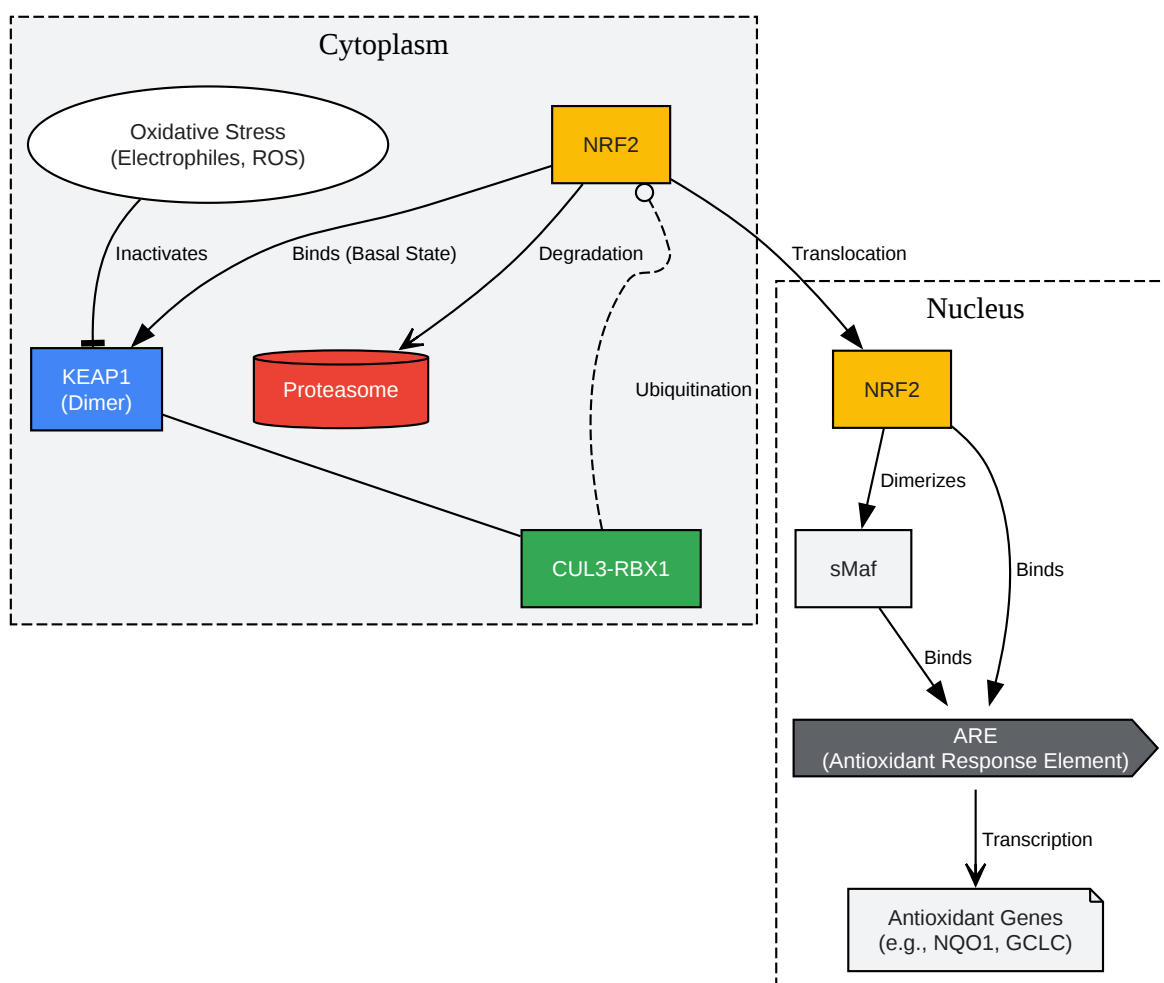 Cytoplasm
Oxidative Stress
(Electrophiles, ROS)
NRF2
Inactivates
Binds (Basal State)
Degradation
Translocation
Nucleus
KEAP1
(Dimer)
Proteasome
Ubiquitination
NRF2
Dimerizes
CUL3-RBX1
sMaf
Binds
Binds
ARE
(Antioxidant Response Element)
Transcription
Antioxidant Genes
(e.g., NQO1, GCLC)